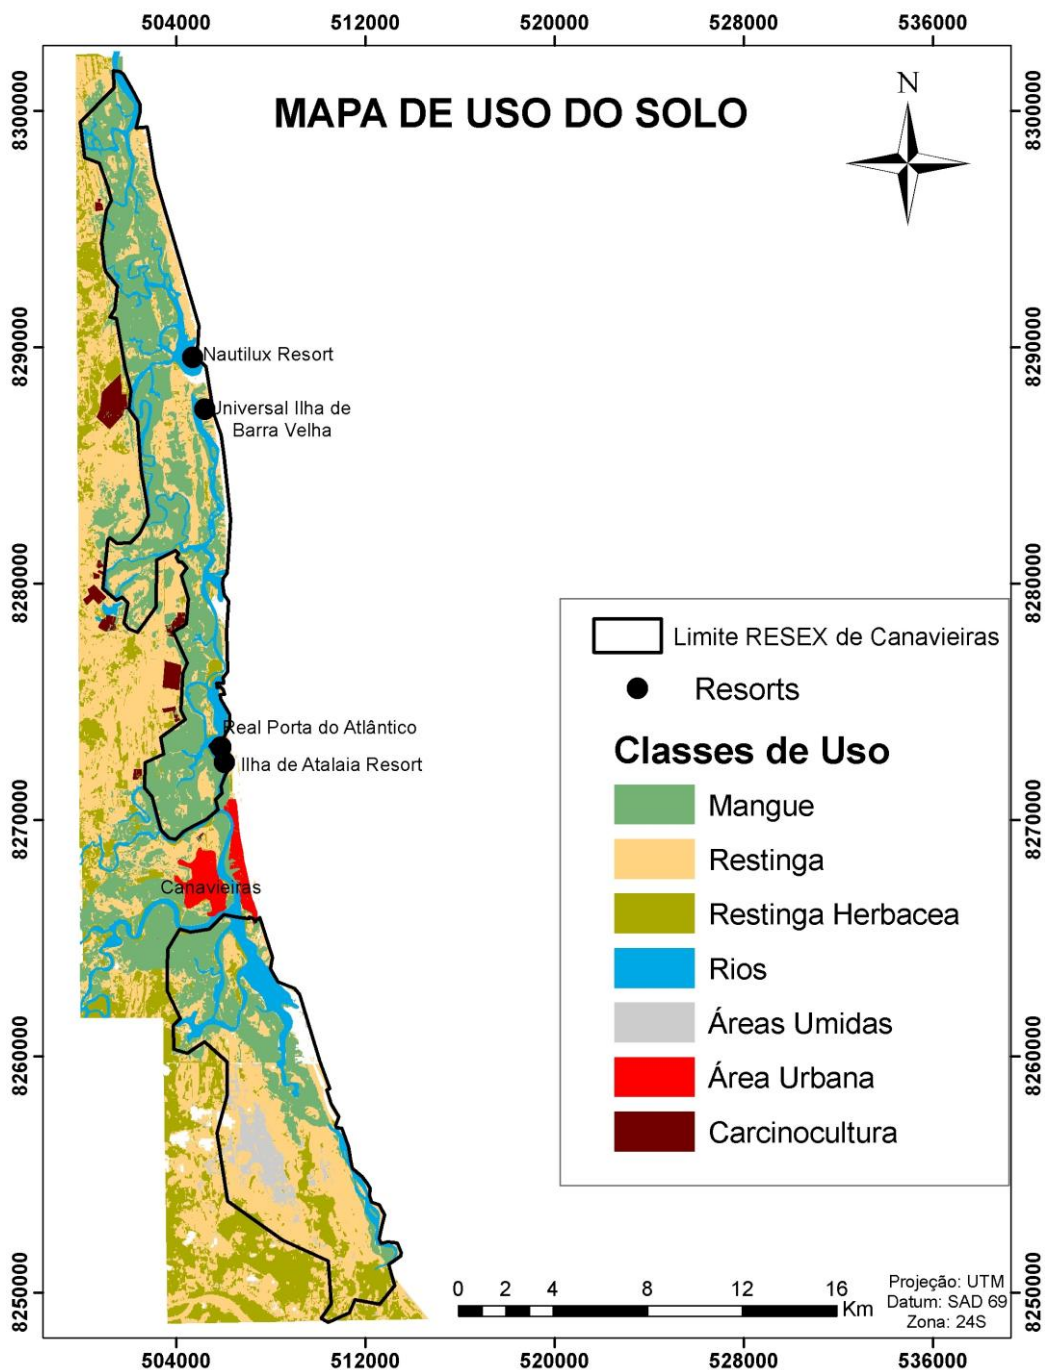 504000 512000 520000 528000 536000
MAPA DE USO DO SOLO
N
8300000 8300000
8290000 8290000
Nautilux Resort
Universal Ilha de
Barra Velha
8280000 8280000
Limite RESEX de Canavieiras
Resorts
Real Porta do Atlântico
Ilha de Atalaia Resort
Classes de Uso
Mangue
8270000 8270000
Restinga
Canavieiras
Restinga Herbacea
Rios
Áreas Umidas
8260000 8260000
Área Urbana
Carcinocultura
8250000 8250000
0 2 4 8 12 16
Km
Projeção: UTM
Datum: SAD 69
Zona: 24S
504000 512000 520000 528000 536000